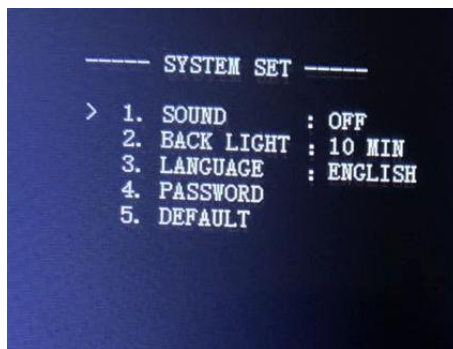 ----- SYSTEM SET -----
> 1. SOUND : OFF
2. BACK LIGHT : 10 MIN
3. LANGUAGE : ENGLISH
4. PASSWORD
5. DEFAULT